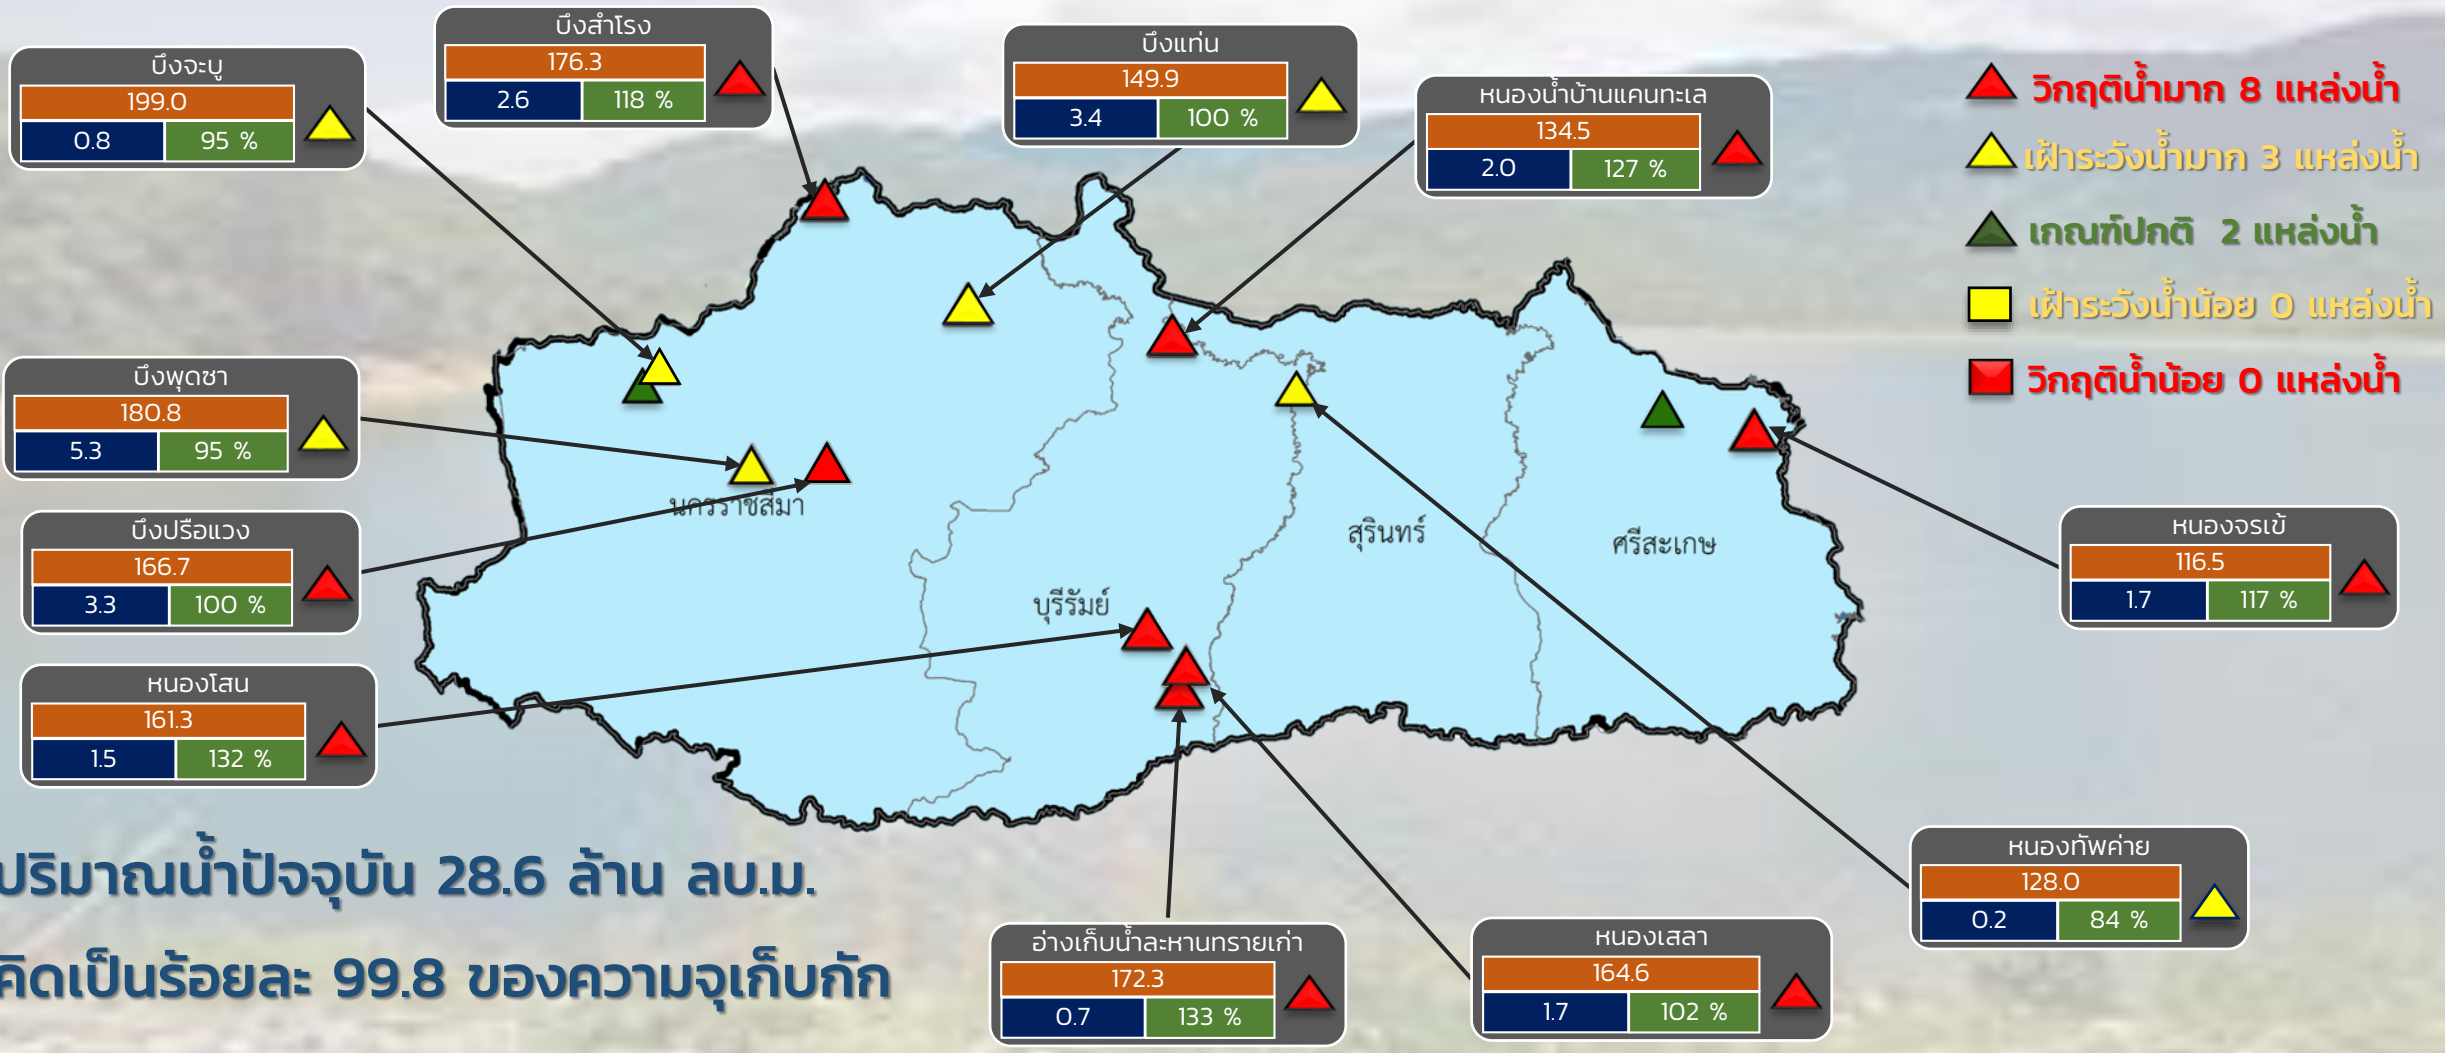 บึงจะบู
199.0
0.8 95 %
บึงสำโรง
176.3
2.6 118 %
บึงแท่น
149.9
3.4 100 %
หนองน้ำบ้านแคนทะเล
134.5
2.0 127 %
วิกฤติน้ำมาก 8 แหล่งน้ำ
เฝ้าระวังน้ำมาก 3 แหล่งน้ำ
เกณฑ์ปกติ 2 แหล่งน้ำ
เฝ้าระวังน้ำน้อย 0 แหล่งน้ำ
วิกฤติน้ำน้อย 0 แหล่งน้ำ
บึงพุดซา
180.8
5.3 95 %
บึงปรือแวง
166.7
3.3 100 %
หนองโสน
161.3
1.5 132 %
นครราชสีมา
บุรีรัมย์
สุรินทร์
ศรีสะเกษ
หนองจรเข้
116.5
1.7 117 %
หนองทัพค่าย
128.0
0.2 84 %
อ่างเก็บน้ำละหานทรายเก่า
172.3
0.7 133 %
หนองเสลา
164.6
1.7 102 %
ปริมาณน้ำปัจจุบัน 28.6 ล้าน ลบ.ม.
คิดเป็นร้อยละ 99.8 ของความจุเก็บกัก